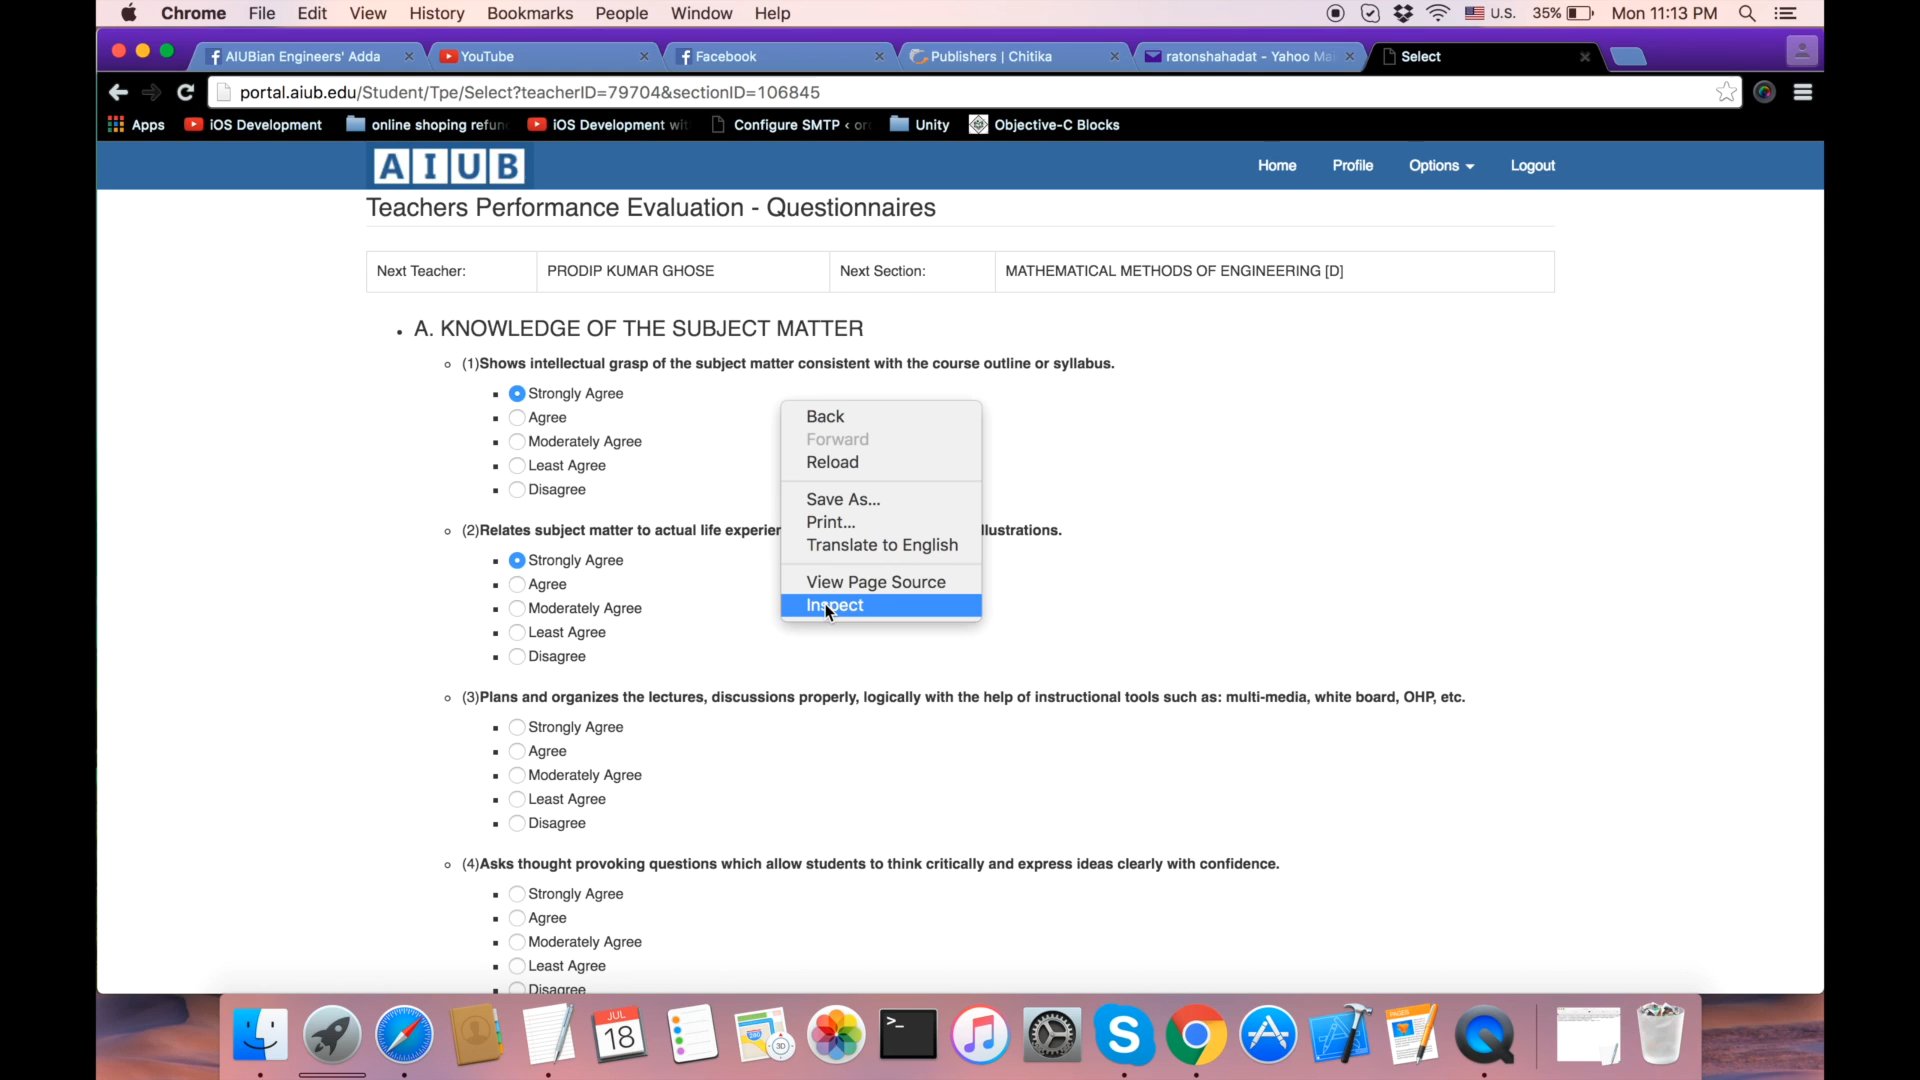 Chrome File Edit View History Bookmarks People Window Help U.S. 35% Mon 11:13 PM
AIUBian Engineers' Adda YouTube Facebook Publishers | Chitika ratonshahadat - Yahoo Ma Select
portal.aiub.edu/Student/Tpe/Select?teacherID=79704&sectionID=106845
Apps iOS Development online shoping refun iOS Development wit Configure SMTP < or Unity Objective-C Blocks
AIUB Home Profile Options Logout
Teachers Performance Evaluation - Questionnaires
Next Teacher: PRODIP KUMAR GHOSE Next Section: MATHEMATICAL METHODS OF ENGINEERING [D]
A. KNOWLEDGE OF THE SUBJECT MATTER
(1)Shows intellectual grasp of the subject matter consistent with the course outline or syllabus.
Strongly Agree
Agree
Moderately Agree
Least Agree
Disagree
Back
Forward
Reload
Save As...
Print...
Translate to English
View Page Source
Inspect
(2)Relates subject matter to actual life experien llustrations.
Strongly Agree
Agree
Moderately Agree
Least Agree
Disagree
(3)Plans and organizes the lectures, discussions properly, logically with the help of instructional tools such as: multi-media, white board, OHP, etc.
Strongly Agree
Agree
Moderately Agree
Least Agree
Disagree
(4)Asks thought provoking questions which allow students to think critically and express ideas clearly with confidence.
Strongly Agree
Agree
Moderately Agree
Least Agree
Disagree
JUL
18
3D
>_
PAGES